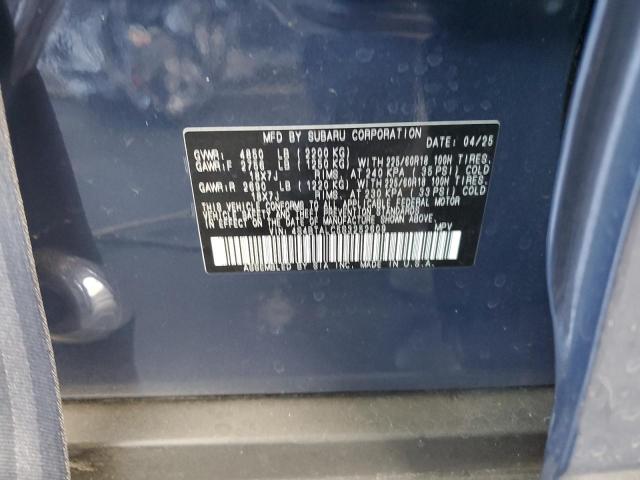 MFD BY SUBARU CORPORATION DATE: 04/25
GVWR: 4850 LB (2200 KG)
GAWR:F 2756 LB (1250 KG) WITH 225/60R18 100H TIRES,
18X7J RIMS, AT 240 KPA ( 35 PSI) COLD
GAWR:R 2690 LB (1220 KG) WITH 225/60R18 100H TIRES,
18X7J RIMS, AT 230 KPA ( 33 PSI) COLD
THIS VEHICLE CONFORMS TO ALL APPLICABLE FEDERAL MOTOR
VEHICLE SAFETY AND BUMPER STANDARDS
IN EFFECT ON THE DATE OF MANUFACTURE SHOWN ABOVE.
MPV
ASSEMBLED BY SIA INC. MADE IN U.S.A.